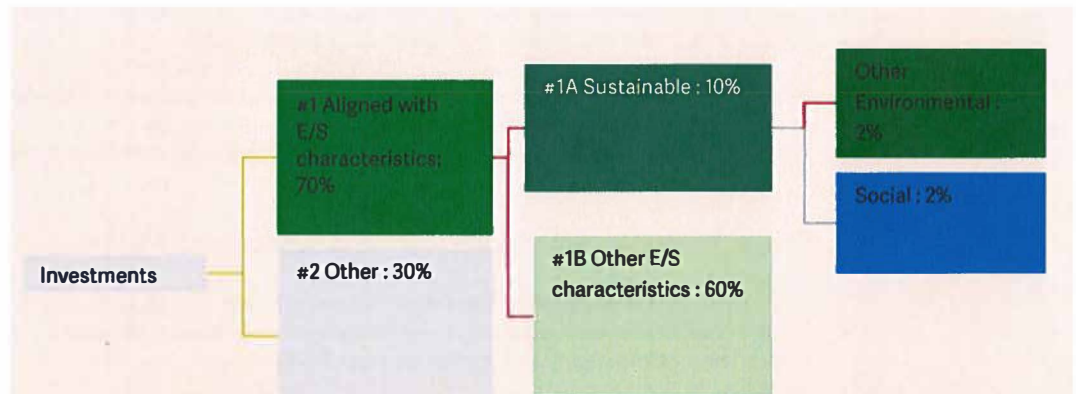 #1 Aligned with
E/S
characteristics:
70%
#2 Other : 30%
Investments
#1A Sustainable : 10%
#1B Other E/S
characteristics : 60%
Other
Environmental :
2%
Social : 2%